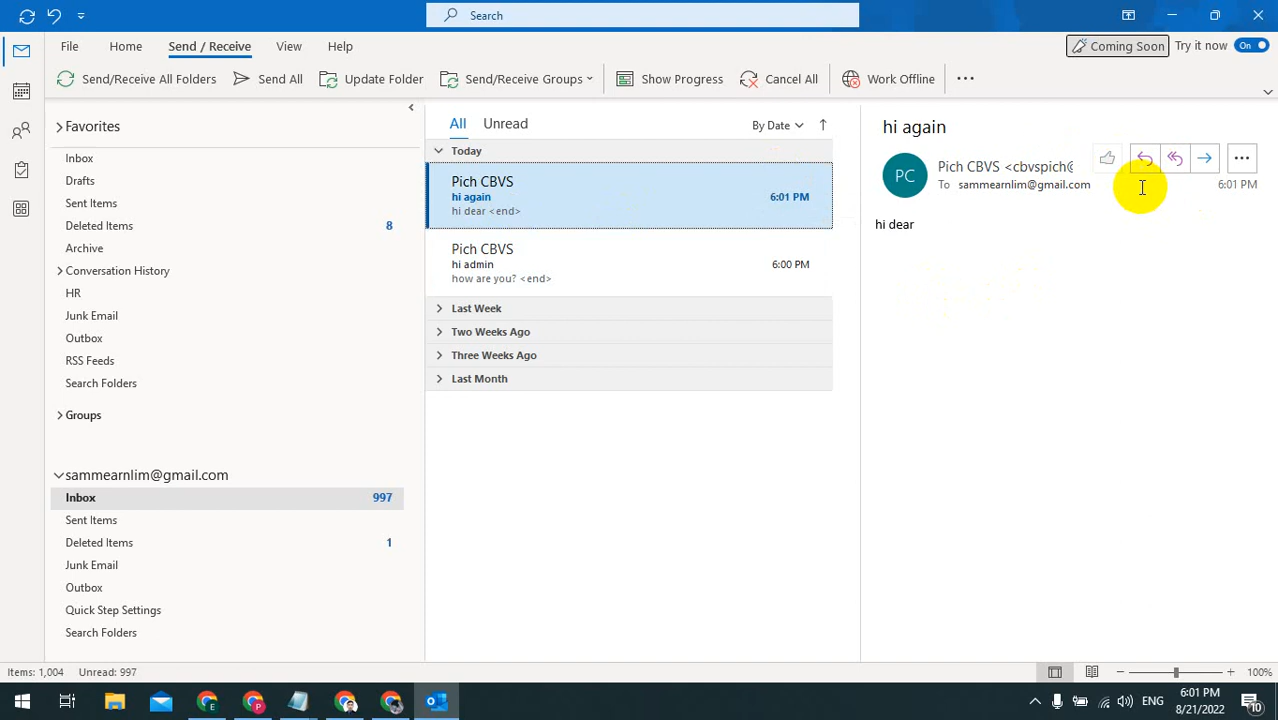 Search
File
Home
Send / Receive
View
Help
Coming Soon
Try it now
On
Send/Receive All Folders
Send All
Update Folder
Send/Receive Groups
Show Progress
Cancel All
Work Offline
Favorites
Inbox
Drafts
Sent Items
Deleted Items 8
Archive
Conversation History
HR
Junk Email
Outbox
RSS Feeds
Search Folders
Groups
sammearnlim@gmail.com
Inbox 997
Sent Items
Deleted Items 1
Junk Email
Outbox
Quick Step Settings
Search Folders
All
Unread
By Date
Today
Pich CBVS
hi again 6:01 PM
hi dear <end>
Pich CBVS
hi admin 6:00 PM
how are you? <end>
Last Week
Two Weeks Ago
Three Weeks Ago
Last Month
hi again
PC
Pich CBVS <cbvspich@
To sammearnlim@gmail.com
6:01 PM
hi dear
Items: 1,004
Unread: 997
100%
ENG
6:01 PM
8/21/2022
10